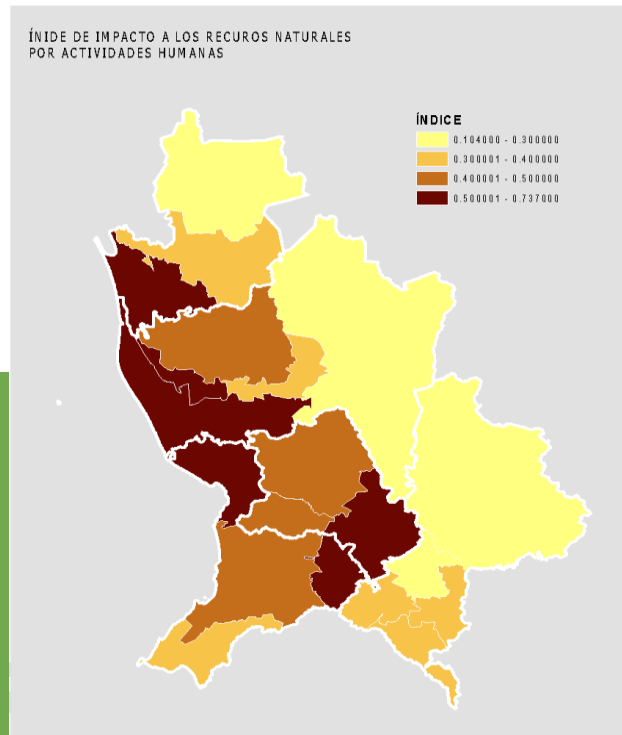 ÍNIDE DE IMPACTO A LOS RECUROS NATURALES
POR ACTIVIDADES HUMANAS
ÍNDICE
0.104000 - 0.300000
0.300001 - 0.400000
0.400001 - 0.500000
0.500001 - 0.737000